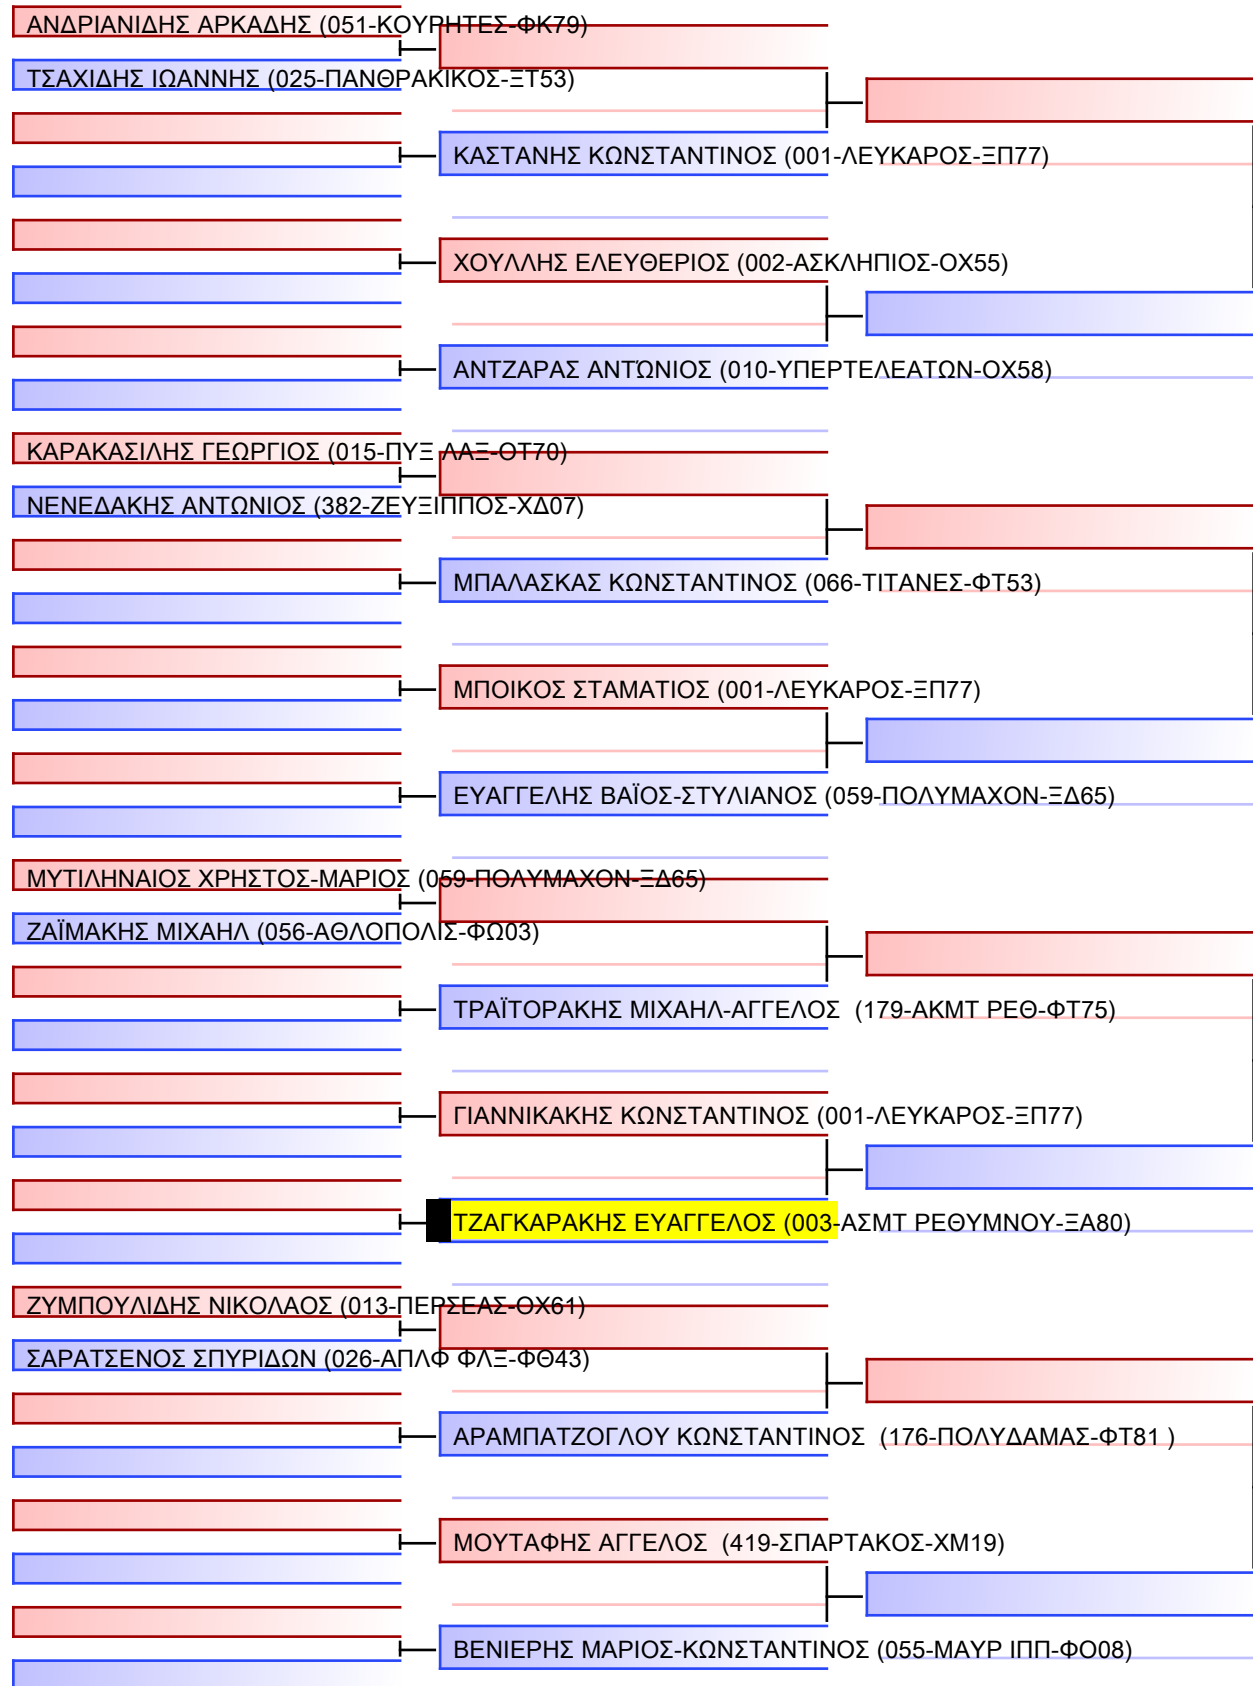 ΑΝΔΡΙΑΝΙΔΗΣ ΑΡΚΑΔΗΣ (051-ΚΟΥΡΗΤΕΣ-ΦΚ79)
ΤΣΑΧΙΔΗΣ ΙΩΑΝΝΗΣ (025-ΠΑΝΘΡΑΚΙΚΟΣ-ΞΤ53)
ΚΑΣΤΑΝΗΣ ΚΩΝΣΤΑΝΤΙΝΟΣ (001-ΛΕΥΚΑΡΟΣ-ΞΠ77)
ΧΟΥΛΛΗΣ ΕΛΕΥΘΕΡΙΟΣ (002-ΑΣΚΛΗΠΙΟΣ-ΟΧ55)
ΑΝΤΖΑΡΑΣ ΑΝΤΏΝΙΟΣ (010-ΥΠΕΡΤΕΛΕΑΤΩΝ-ΟΧ58)
ΚΑΡΑΚΑΣΙΛΗΣ ΓΕΩΡΓΙΟΣ (015-ΠΥΞ ΛΑΞ-ΟΤ70)
ΝΕΝΕΔΑΚΗΣ ΑΝΤΩΝΙΟΣ (382-ΖΕΥΞΙΠΠΟΣ-ΧΔ07)
ΜΠΑΛΑΣΚΑΣ ΚΩΝΣΤΑΝΤΙΝΟΣ (066-ΤΙΤΑΝΕΣ-ΦΤ53)
ΜΠΟΙΚΟΣ ΣΤΑΜΑΤΙΟΣ (001-ΛΕΥΚΑΡΟΣ-ΞΠ77)
ΕΥΑΓΓΕΛΗΣ ΒΑΪΟΣ-ΣΤΥΛΙΑΝΟΣ (059-ΠΟΛΥΜΑΧΟΝ-ΞΔ65)
ΜΥΤΙΛΗΝΑΙΟΣ ΧΡΗΣΤΟΣ-ΜΑΡΙΟΣ (059-ΠΟΛΥΜΑΧΟΝ-ΞΔ65)
ΖΑΪΜΑΚΗΣ ΜΙΧΑΗΛ (056-ΑΘΛΟΠΟΛΙΣ-ΦΩ03)
ΤΡΑΪΤΟΡΑΚΗΣ ΜΙΧΑΗΛ-ΑΓΓΕΛΟΣ (179-ΑΚΜΤ ΡΕΘ-ΦΤ75)
ΓΙΑΝΝΙΚΑΚΗΣ ΚΩΝΣΤΑΝΤΙΝΟΣ (001-ΛΕΥΚΑΡΟΣ-ΞΠ77)
ΤΖΑΓΚΑΡΑΚΗΣ ΕΥΑΓΓΕΛΟΣ (003-ΑΣΜΤ ΡΕΘΥΜΝΟΥ-ΞΑ80)
ΖΥΜΠΟΥΛΙΔΗΣ ΝΙΚΟΛΑΟΣ (013-ΠΕΡΣΕΑΣ-ΟΧ61)
ΣΑΡΑΤΣΕΝΟΣ ΣΠΥΡΙΔΩΝ (026-ΑΠΛΦ ΦΛΞ-ΦΘ43)
ΑΡΑΜΠΑΤΖΟΓΛΟΥ ΚΩΝΣΤΑΝΤΙΝΟΣ (176-ΠΟΛΥΔΑΜΑΣ-ΦΤ81 )
ΜΟΥΤΑΦΗΣ ΑΓΓΕΛΟΣ (419-ΣΠΑΡΤΑΚΟΣ-ΧΜ19)
ΒΕΝΙΕΡΗΣ ΜΑΡΙΟΣ-ΚΩΝΣΤΑΝΤΙΝΟΣ (055-ΜΑΥΡ ΙΠΠ-ΦΟ08)